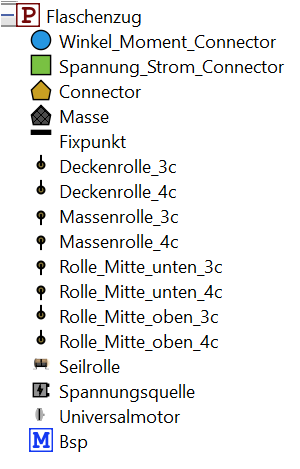 P Flaschenzug
Winkel_Moment_Connector
Spannung_Strom_Connector
Connector
Masse
Fixpunkt
Deckenrolle_3c
Deckenrolle_4c
Massenrolle_3c
Massenrolle_4c
Rolle_Mitte_unten_3c
Rolle_Mitte_unten_4c
Rolle_Mitte_oben_3c
Rolle_Mitte_oben_4c
Seilrolle
Spannungsquelle
Universalmotor
M Bsp